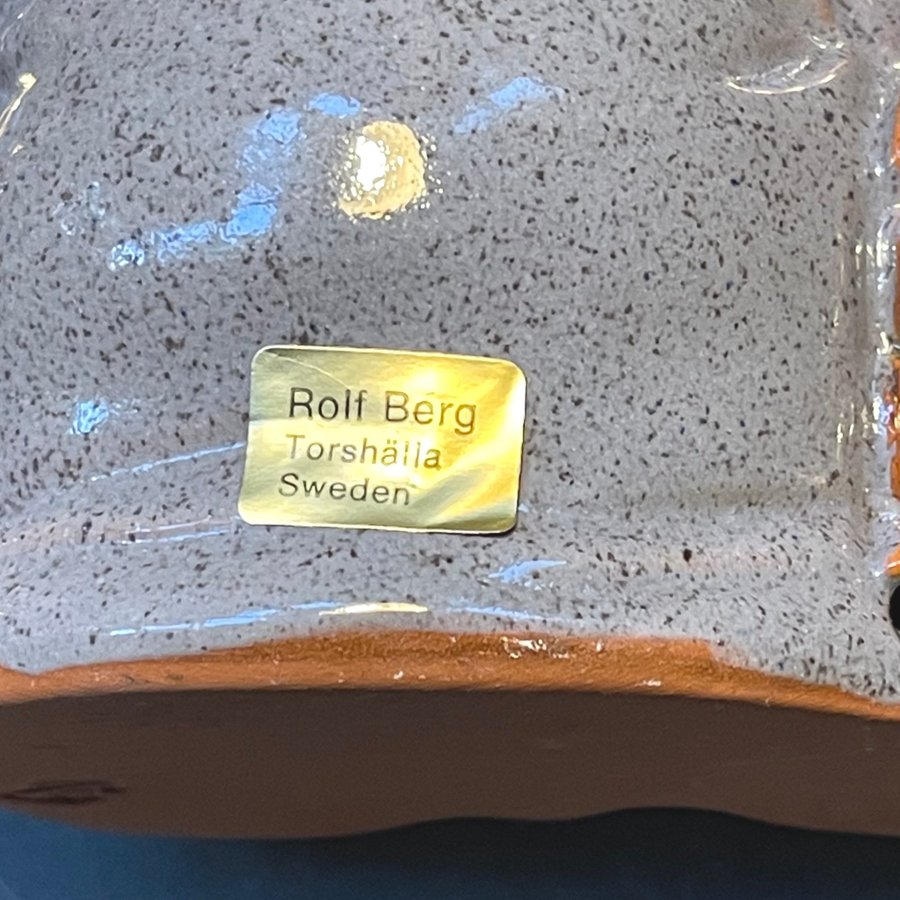 Rolf Berg
Torshälla
Sweden